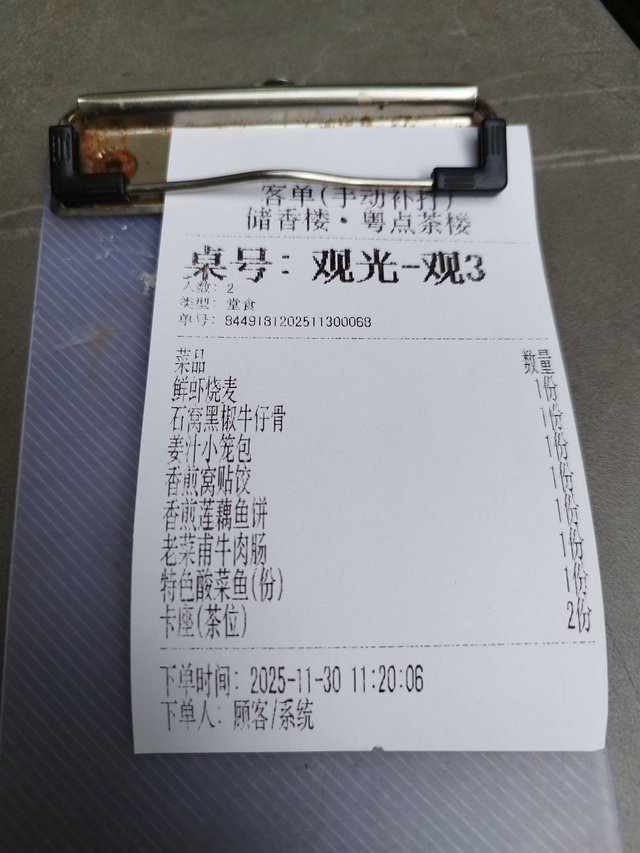 客单(手动补打)
储香楼·粤点茶楼
桌号: 观光-观3
人数: 2
类型: 堂食
单号: 8449181202511300068
菜品 数量
鲜虾烧麦 1份
石窝黑椒牛仔骨 1份
姜汁小笼包 1份
香煎窝贴饺 1份
香煎莲藕鱼饼 1份
老菜甫牛肉肠 1份
特色酸菜鱼(份) 1份
卡座(茶位) 2份
下单时间: 2025-11-30 11:20:06
下单人: 顾客/系统